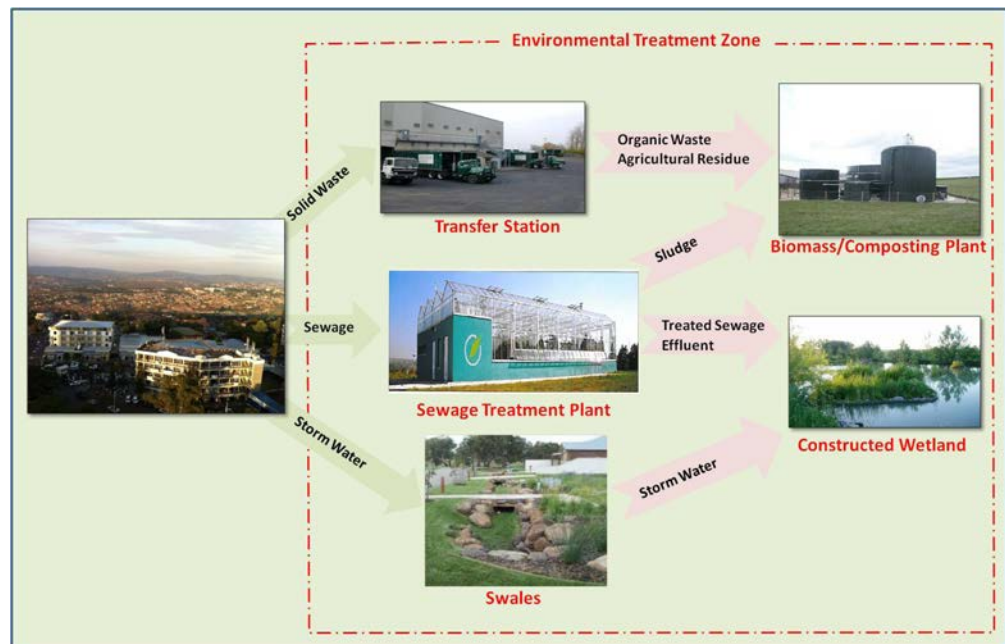 Environmental Treatment Zone
Solid Waste
Transfer Station
Organic Waste
Agricultural Residue
Biomass/Composting Plant
Sludge
Sewage
Sewage Treatment Plant
Treated Sewage
Effluent
Constructed Wetland
Storm Water
Swales
Storm Water